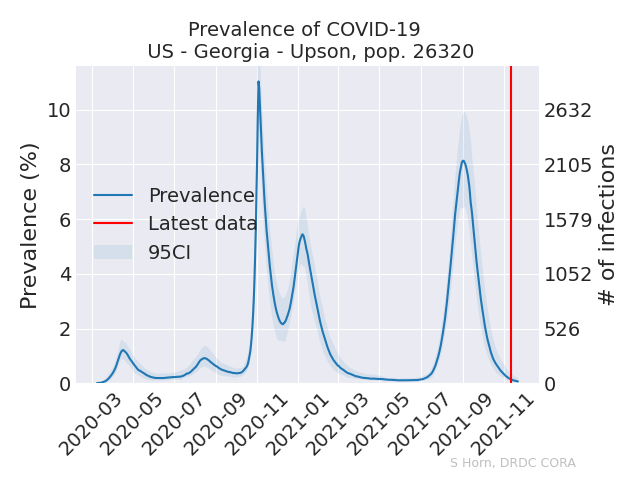 Prevalence of COVID-19
US - Georgia - Upson, pop. 26320
Prevalence (%)
10
8
6
4
2
0
Prevalence
Latest data
95CI
2632
2105
1579
1052
526
0
# of infections
2020-03
2020-05
2020-07
2020-09
2020-11
2021-01
2021-03
2021-05
2021-07
2021-09
2021-11
S Horn, DRDC CORA